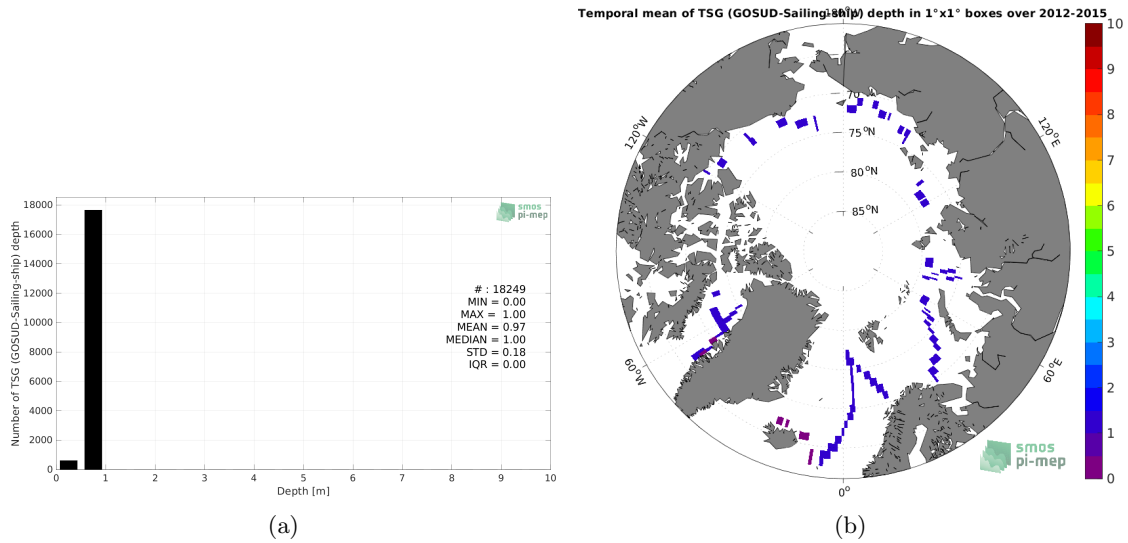 Temporal mean of TSG (GOSUD-Sailing-ship) depth in 1°x1° boxes over 2012-2015
180°W
120°W
120°E
60°W
60°E
0°
70
75°N
80°N
85°N
10
9
8
7
6
5
4
3
2
1
0
smos
pi-mep
18000
16000
14000
12000
10000
8000
6000
4000
2000
0
Number of TSG (GOSUD-Sailing-ship) depth
smos
pi-mep
# : 18249
MIN = 0.00
MAX = 1.00
MEAN = 0.97
MEDIAN = 1.00
STD = 0.18
IQR = 0.00
0 1 2 3 4 5 6 7 8 9 10
Depth [m]
(a)
(b)